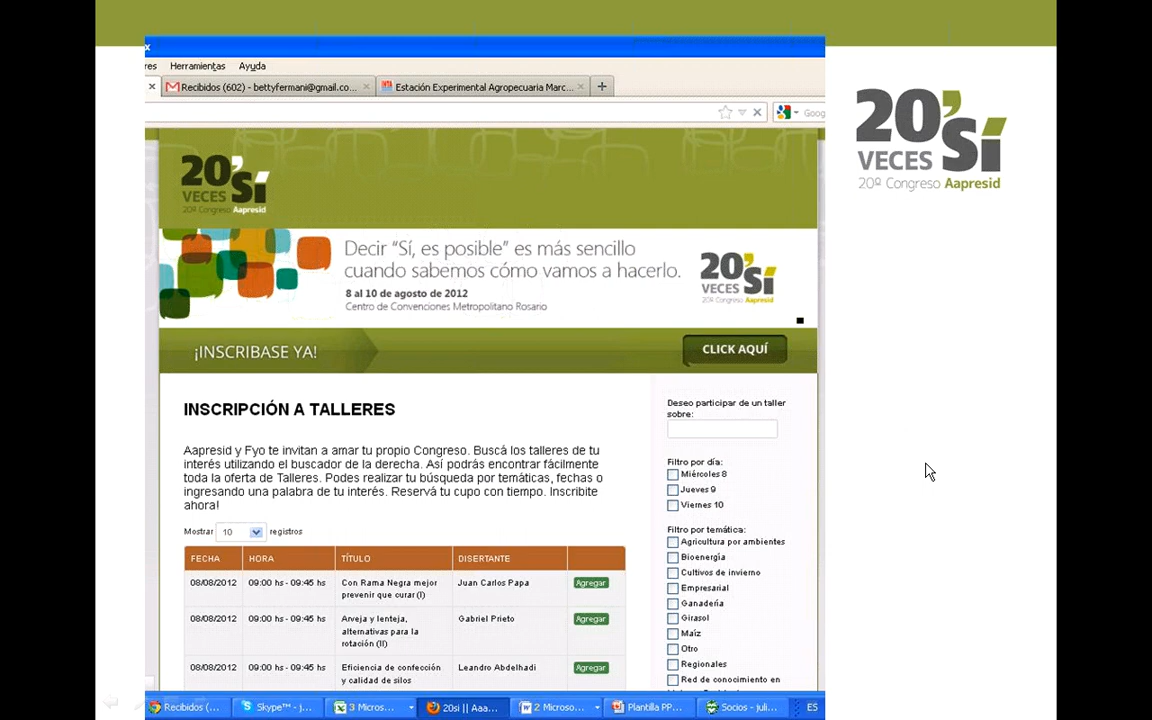 x
res Herramientas Ayuda
x Recibidos (602) - bettyfermani@gmail.co... x Estación Experimental Agropecuaria Marc... x +
Goog
20’Sí
VECES
20º Congreso Aapresid
20’Sí
VECES
20º Congreso Aapresid
Decir “Sí, es posible” es más sencillo
cuando sabemos cómo vamos a hacerlo.
8 al 10 de agosto de 2012
Centro de Convenciones Metropolitano Rosario
20’Sí
VECES
20º Congreso Aapresid
¡INSCRIBASE YA!
CLICK AQUÍ
INSCRIPCIÓN A TALLERES
Aapresid y Fyo te invitan a amar tu propio Congreso. Buscá los talleres de tu
interés utilizando el buscador de la derecha. Así podrás encontrar fácilmente
toda la oferta de Talleres. Podes realizar tu búsqueda por temáticas, fechas o
ingresando una palabra de tu interés. Reservá tu cupo con tiempo. Inscribite
ahora!
Mostrar 10 registros
FECHA HORA TÍTULO DISERTANTE
08/08/2012 09:00 hs - 09:45 hs Con Rama Negra mejor Juan Carlos Papa Agregar
prevenir que curar (I)
08/08/2012 09:00 hs - 09:45 hs Arveja y lenteja, Gabriel Prieto Agregar
alternativas para la
rotación (II)
08/08/2012 09:00 hs - 09:45 hs Eficiencia de confección Leandro Abdelhadi Agregar
y calidad de silos
Deseo participar de un taller
sobre:
Filtro por día:
Miércoles 8
Jueves 9
Viernes 10
Filtro por temática:
Agricultura por ambientes
Bioenergía
Cultivos de invierno
Empresarial
Ganadería
Girasol
Maíz
Otro
Regionales
Red de conocimiento en
Recibidos (... Skype™ - j... 3 Micros... 20si || Aaa... 2 Microso... Plantilla PP... Socios - juli... ES